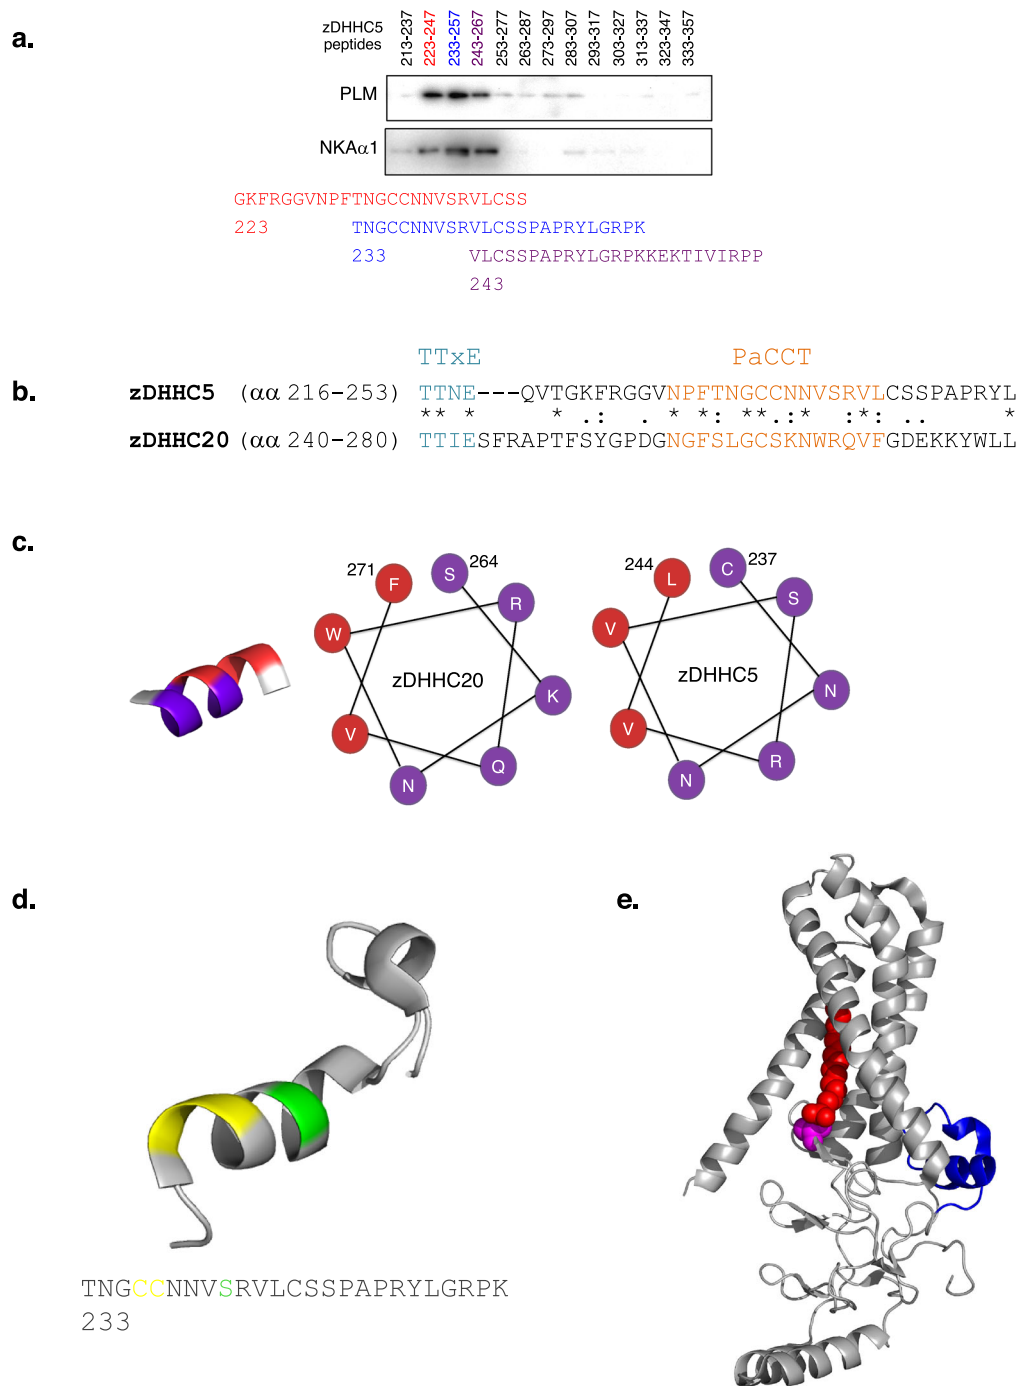 a.
zDHHC5
peptides
213-237
223-247
233-257
243-267
253-277
263-287
273-297
283-307
293-317
303-327
313-337
323-347
333-357
PLM
NKAα1
GKFRGGVNPFTNGCCNNVSRVLCSS
223
TNGCCNNVSRVLCSSPAPRYLGRPK
233
VLCSSPAPRYLGRPKKEKTIVIRPP
243
b.
TTxE PaCCT
zDHHC5 (αα 216–253) TTNE---QVTGKFRGGVNPFTNGCCNNVSRVLCSSPAPRYL
** * * .: . * *: ** .:* :*: .. *
zDHHC20 (αα 240–280) TTIESFRAPTFSYGPDGNGFSLGCSKNWRQVFGDEKKYWLL
c.
271 F S 264
W R
zDHHC20
K
V Q
N
244 L C 237
V S
zDHHC5
N
V R
N
d.
TNGCCNNVSRVLCSSPAPRYLGRPK
233
e.